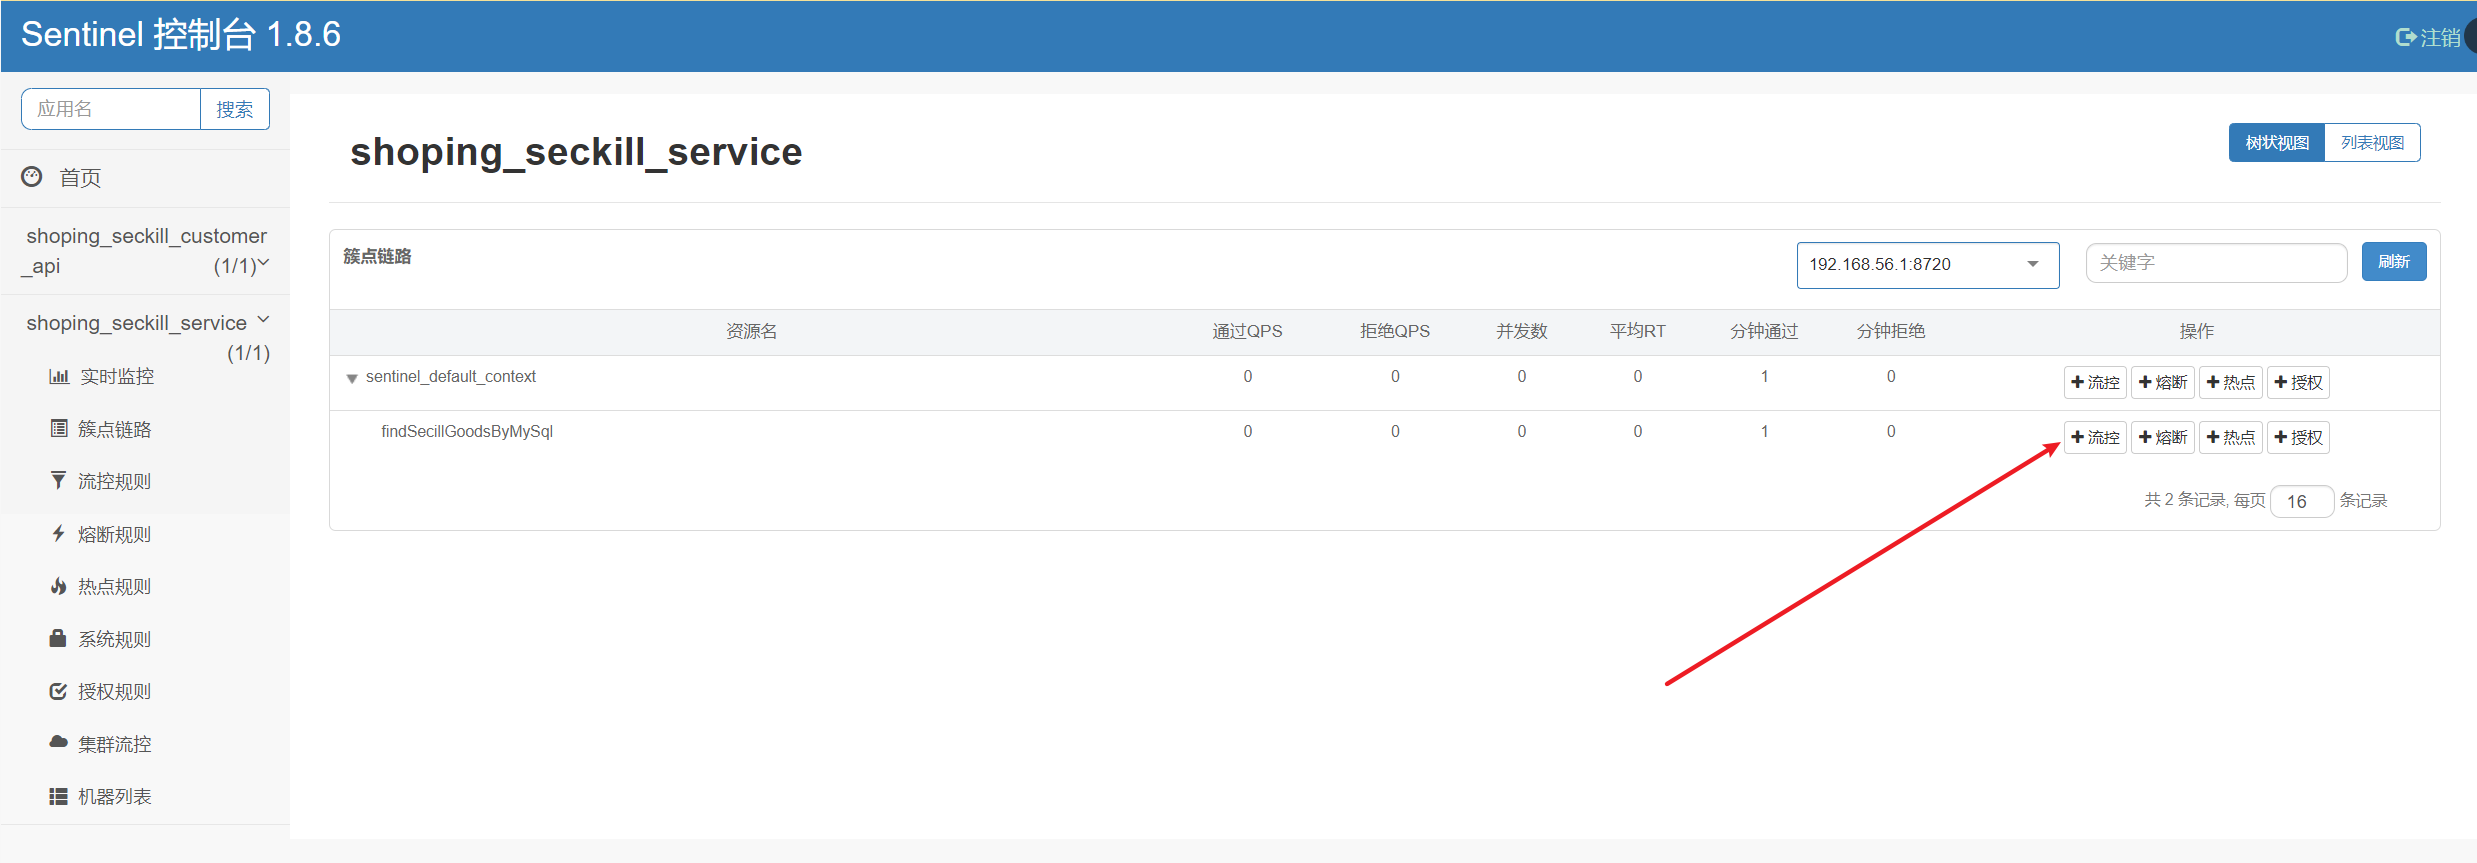 Sentinel 控制台 1.8.6
注销
应用名 搜索
首页
shoping_seckill_customer
_api (1/1)
shoping_seckill_service
(1/1)
实时监控
簇点链路
流控规则
熔断规则
热点规则
系统规则
授权规则
集群流控
机器列表
shoping_seckill_service
树状视图 列表视图
簇点链路 192.168.56.1:8720 关键字 刷新
资源名 通过QPS 拒绝QPS 并发数 平均RT 分钟通过 分钟拒绝 操作
sentinel_default_context 0 0 0 0 1 0 流控 熔断 热点 授权
findSecillGoodsByMySql 0 0 0 0 1 0 流控 熔断 热点 授权
共 2 条记录, 每页 16 条记录